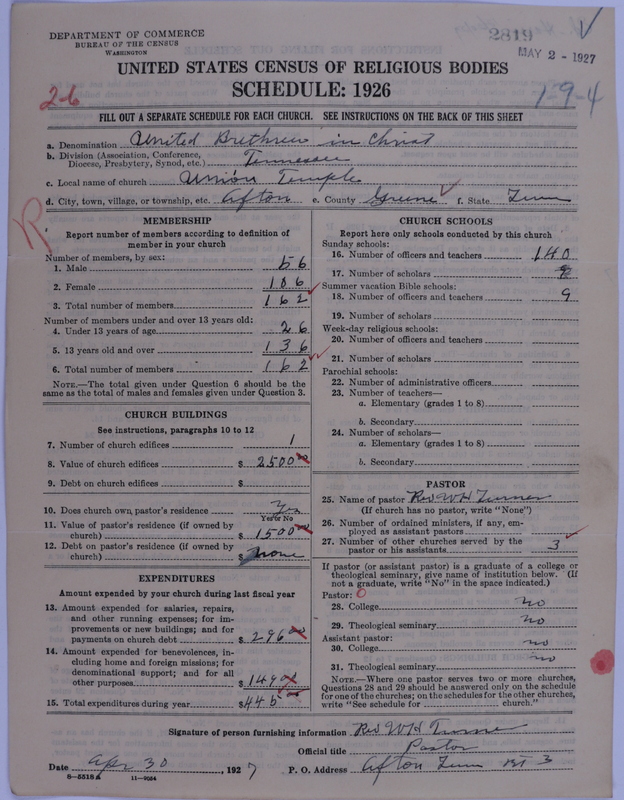 DEPARTMENT OF COMMERCE
BUREAU OF THE CENSUS
WASHINGTON
2819
MAY 2 - 1927
UNITED STATES CENSUS OF RELIGIOUS BODIES
SCHEDULE: 1926
2-6
1-9-4
FILL OUT A SEPARATE SCHEDULE FOR EACH CHURCH. SEE INSTRUCTIONS ON THE BACK OF THIS SHEET
a. Denomination United Brethren in Christ
b. Division (Association, Conference, Diocese, Presbytery, Synod, etc.) Tennessee
c. Local name of church Union Temple
d. City, town, village, or township, etc. Afton e. County Greene f. State Tenn
R
MEMBERSHIP
Report number of members according to definition of
member in your church
Number of members, by sex:
1. Male 56
2. Female 106
3. Total number of members 162
Number of members under and over 13 years old:
4. Under 13 years of age 26
5. 13 years old and over 136
6. Total number of members 162
NOTE.—The total given under Question 6 should be the
same as the total of males and females given under Question 3.
CHURCH BUILDINGS
See instructions, paragraphs 10 to 12
7. Number of church edifices 1
8. Value of church edifices $ 2500 00
9. Debt on church edifices $
10. Does church own pastor's residence Yes
Yes or No
11. Value of pastor's residence (if owned by
church) $ 1500 00
12. Debt on pastor's residence (if owned by
church) $ None
EXPENDITURES
Amount expended by your church during last fiscal year
13. Amount expended for salaries, repairs,
and other running expenses; for im-
provements or new buildings; and for
payments on church debt $ 296 00
14. Amount expended for benevolences, in-
cluding home and foreign missions; for
denominational support; and for all
other purposes $ 149
15. Total expenditures during year $ 445
CHURCH SCHOOLS
Report here only schools conducted by this church
Sunday schools:
16. Number of officers and teachers 140
17. Number of scholars
Summer vacation Bible schools:
18. Number of officers and teachers 9
19. Number of scholars
Week-day religious schools:
20. Number of officers and teachers
21. Number of scholars
Parochial schools:
22. Number of administrative officers
23. Number of teachers—
a. Elementary (grades 1 to 8)
b. Secondary
24. Number of scholars—
a. Elementary (grades 1 to 8)
b. Secondary
PASTOR
25. Name of pastor Rev W H Turner
(If church has no pastor, write "None")
26. Number of ordained ministers, if any, em-
ployed as assistant pastors
27. Number of other churches served by the
pastor or his assistants 3
If pastor (or assistant pastor) is a graduate of a college or
theological seminary, give name of institution below. (If
not a graduate, write "No" in the space indicated.)
Pastor: 0
28. College no
29. Theological seminary no
Assistant pastor:
30. College no
31. Theological seminary no
NOTE.—Where one pastor serves two or more churches,
Questions 28 and 29 should be answered only on the schedule
for one of the churches; on the schedules for the other churches,
write "See schedule for church."
Signature of person furnishing information Rev W H Turner
Official title Pastor
Date Apr 30, 1927 P. O. Address Afton Tenn Rt 3
8—5518a 11—9054